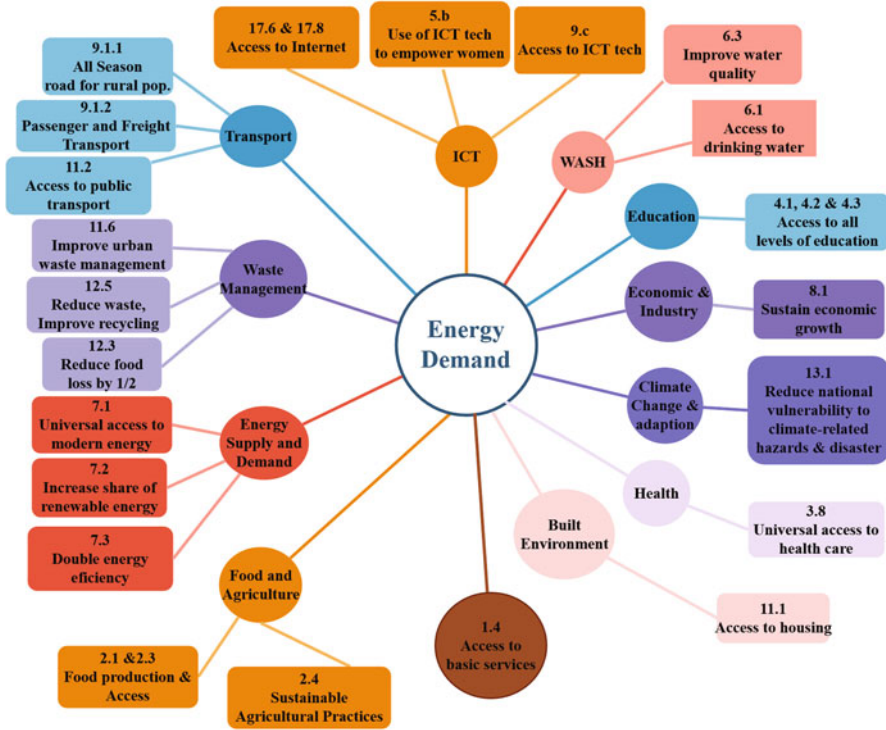 17.6 & 17.8
Access to Internet
5.b
Use of ICT tech
to empower women
9.c
Access to ICT tech
6.3
Improve water
quality
6.1
Access to
drinking water
9.1.1
All Season
road for rural pop.
9.1.2
Passenger and Freight
Transport
11.2
Access to public
transport
Transport
ICT
WASH
Education
4.1, 4.2 & 4.3
Access to all
levels of education
11.6
Improve urban
waste management
12.5
Reduce waste,
Improve recycling
12.3
Reduce food
loss by 1/2
Waste
Management
Energy
Demand
Economic &
Industry
8.1
Sustain economic
growth
Climate
Change &
adaption
13.1
Reduce national
vulnerability to
climate-related
hazards & disaster
7.1
Universal access to
modern energy
7.2
Increase share of
renewable energy
7.3
Double energy
eficiency
Energy
Supply and
Demand
Health
3.8
Universal access to
health care
Built
Environment
11.1
Access to housing
Food and
Agriculture
2.1 &2.3
Food production &
Access
2.4
Sustainable
Agricultural Practices
1.4
Access to
basic services